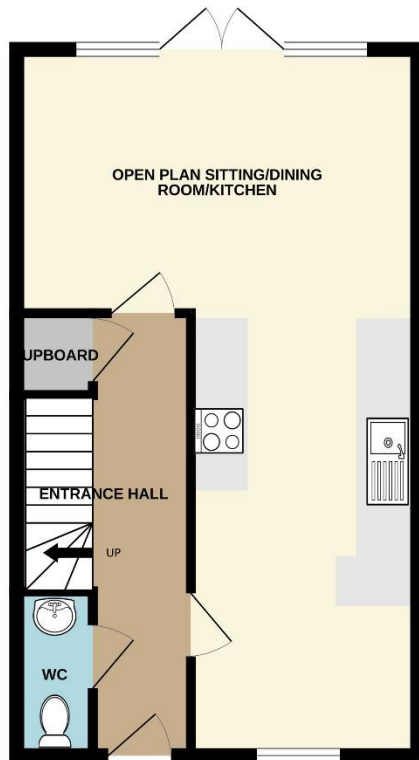 OPEN PLAN SITTING/DINING
ROOM/KITCHEN
UPBOARD
ENTRANCE HALL
UP
WC